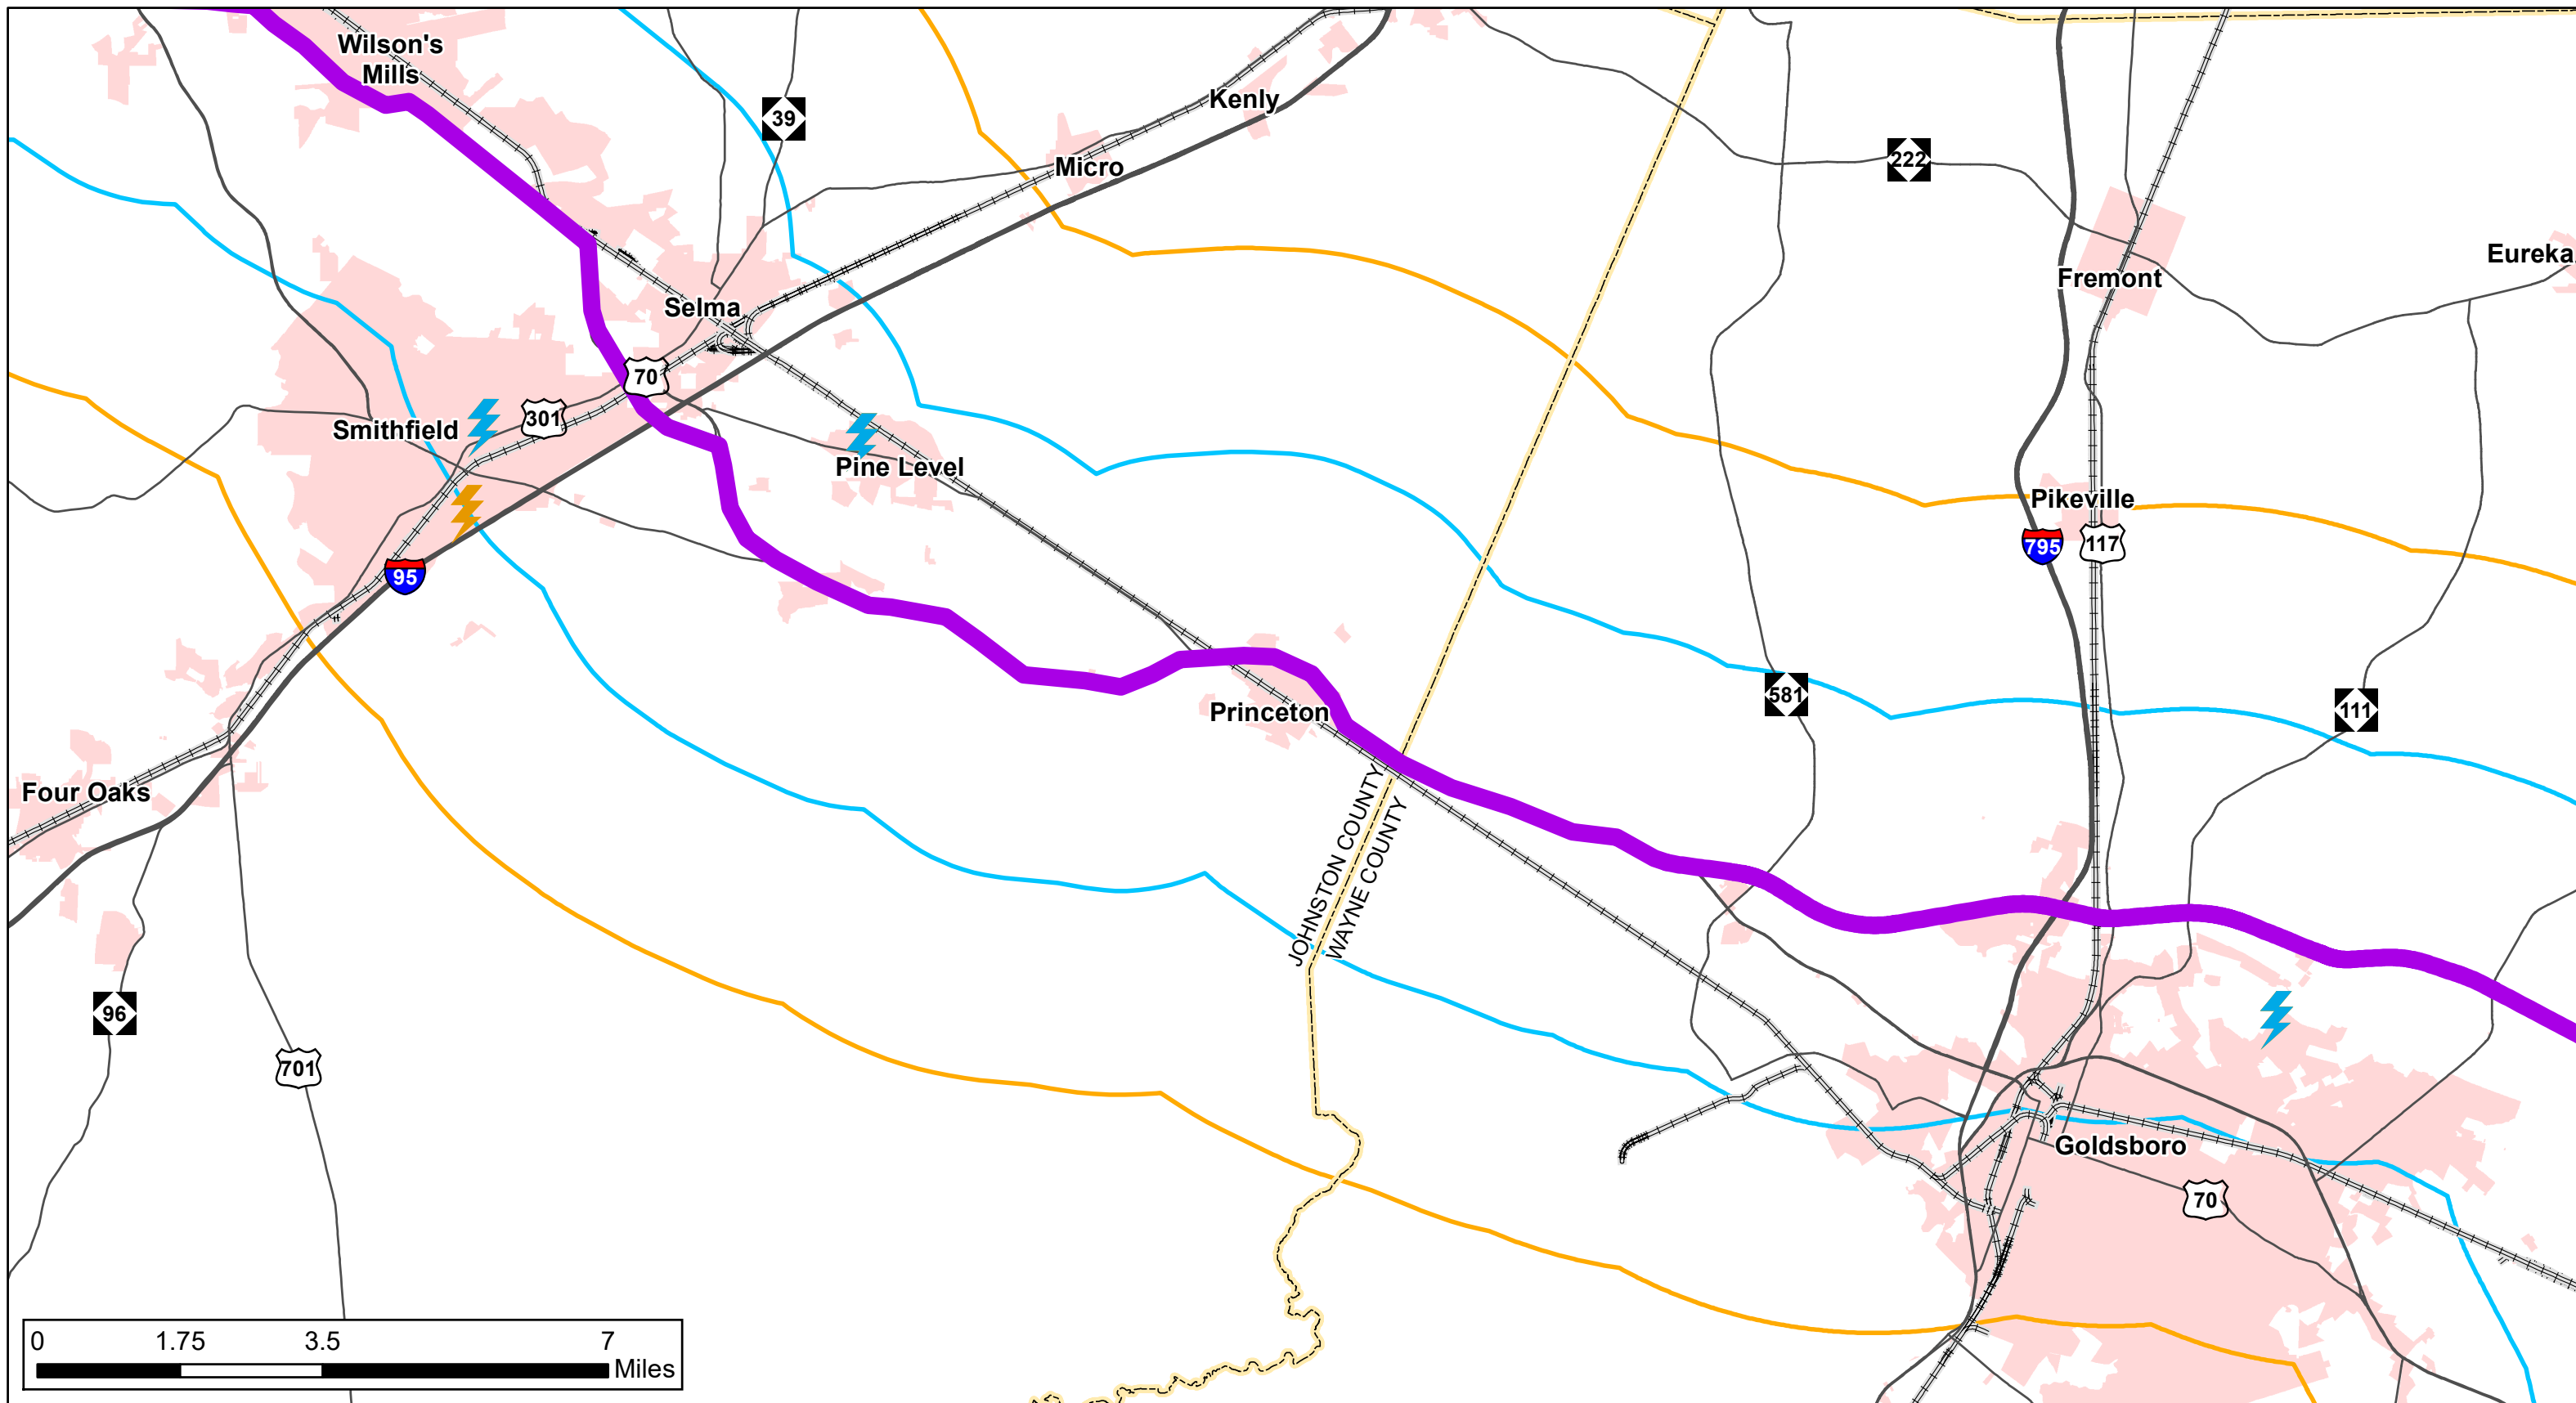 Wilson's
Mills
39
Kenly
Micro
222
Eureka
Fremont
Selma
70
301
Smithfield
Pine Level
Pikeville
95
795
117
581
111
Princeton
Four Oaks
JOHNSTON COUNTY
WAYNE COUNTY
96
701
Goldsboro
70
0 1.75 3.5 7
Miles